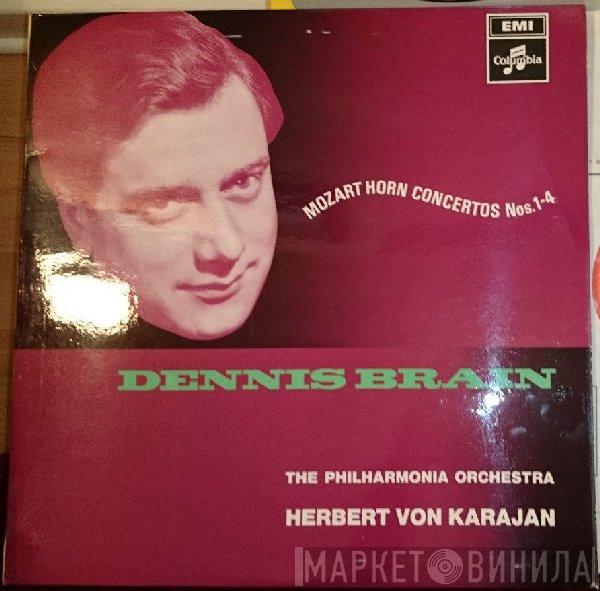 EMI
Columbia
MOZART HORN CONCERTOS Nos.1-4
DENNIS BRAIN
THE PHILHARMONIA ORCHESTRA
HERBERT VON KARAJAN
МАРКЕТ ВИНИЛА